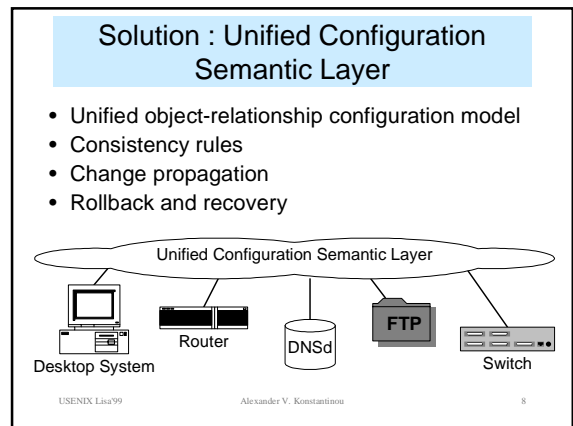 Solution : Unified Configuration
Semantic Layer
• Unified object-relationship configuration model
• Consistency rules
• Change propagation
• Rollback and recovery
Unified Configuration Semantic Layer
Desktop System
Router
DNSd
FTP
Switch
USENIX Lisa'99
Alexander V. Konstantinou
8